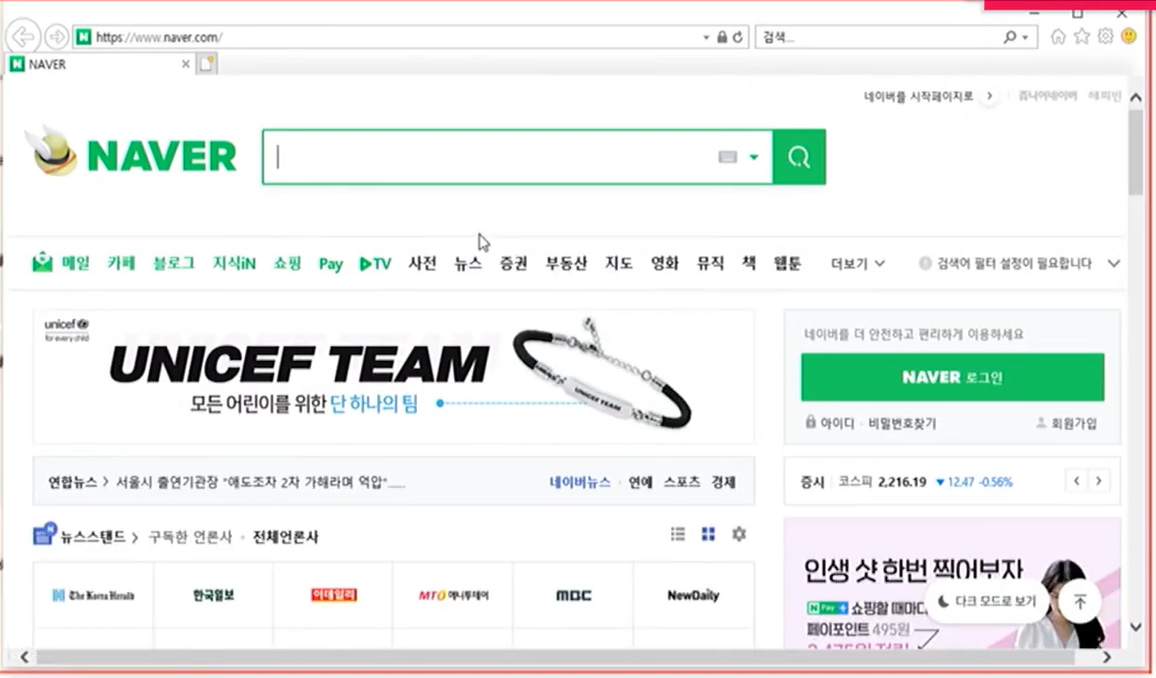 https://www.naver.com/
검색...
NAVER
네이버를 시작페이지로
쥬니어네이버 해피빈
NAVER
메일 카페 블로그 지식iN 쇼핑 Pay TV 사전 뉴스 증권 부동산 지도 영화 뮤직 책 웹툰 더보기 검색어 필터 설정이 필요합니다
unicef
for every child
UNICEF TEAM
모든 어린이를 위한 단 하나의 팀
UNICEF TEAM
네이버를 더 안전하고 편리하게 이용하세요
NAVER 로그인
아이디 · 비밀번호찾기 회원가입
연합뉴스 > 서울시 출연기관장 "애도조차 2차 가해라며 역압"......
네이버뉴스 · 연예 스포츠 경제
증시 코스피 2,216.19 ▼12.47 -0.56%
뉴스스탠드 > 구독한 언론사 · 전체언론사
The Korea Herald 한국일보 이데일리 MTN 머니투데이 MBC NewDaily
인생 샷 한번 찍어보자
N Pay + 쇼핑할 때마다
페이포인트 495원
다크 모드로 보기